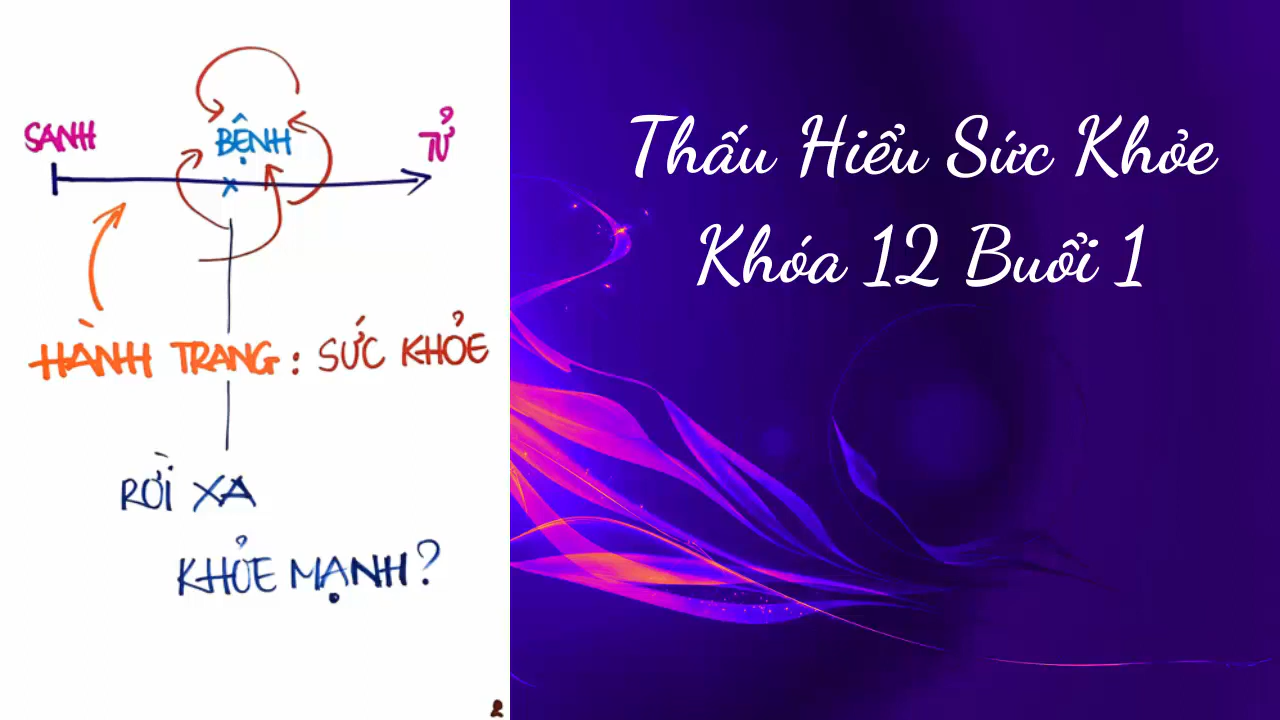 SANH
BỆNH
TỬ
x
HÀNH TRANG: SỨC KHỎE
RỜI XA
KHỎE MẠNH?
2
Thấu Hiểu Sức Khỏe
Khóa 12 Buổi 1